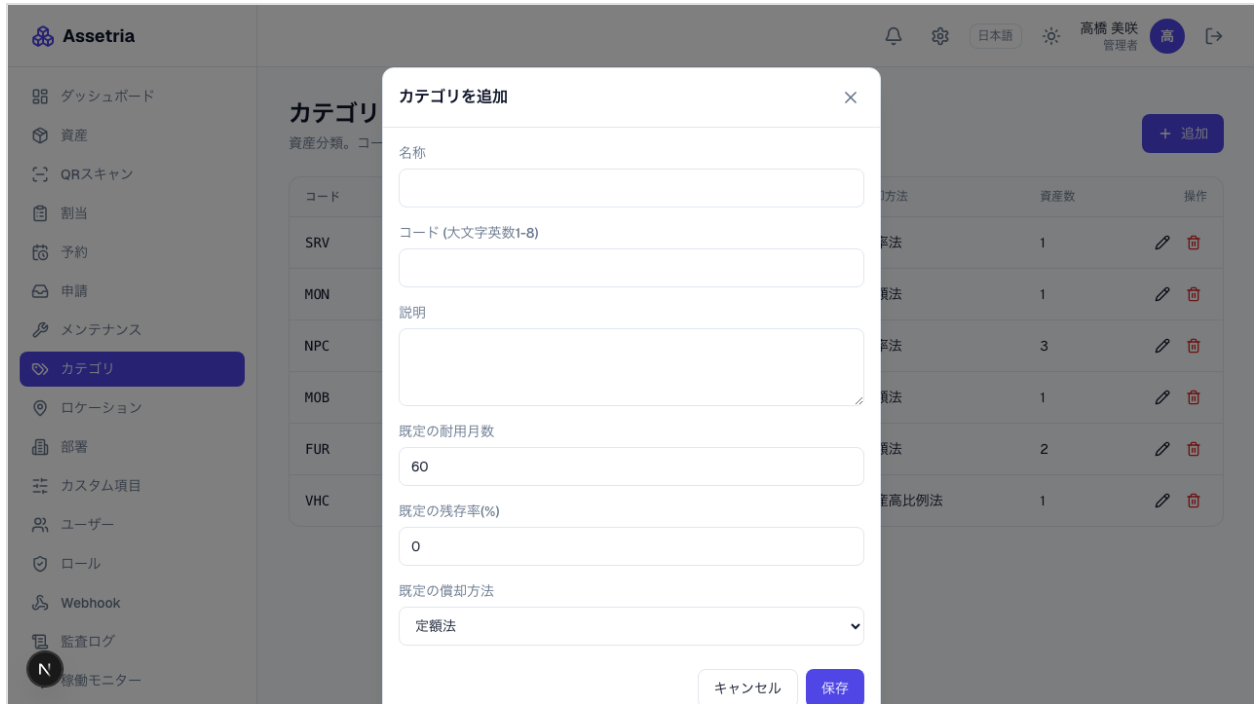 Assetria
日本語
高橋 美咲
管理者
高
ダッシュボード
資産
QRスキャン
割当
予約
申請
メンテナンス
カテゴリ
ロケーション
部署
カスタム項目
ユーザー
ロール
Webhook
監査ログ
稼働モニター
N
カテゴリ
資産分類。コー
+ 追加
コード 却方法 資産数 操作
SRV 率法 1
MON 額法 1
NPC 率法 3
MOB 額法 1
FUR 額法 2
VHC 産高比例法 1
カテゴリを追加
名称
コード (大文字英数1-8)
説明
既定の耐用月数
60
既定の残存率(%)
0
既定の償却方法
定額法
キャンセル 保存